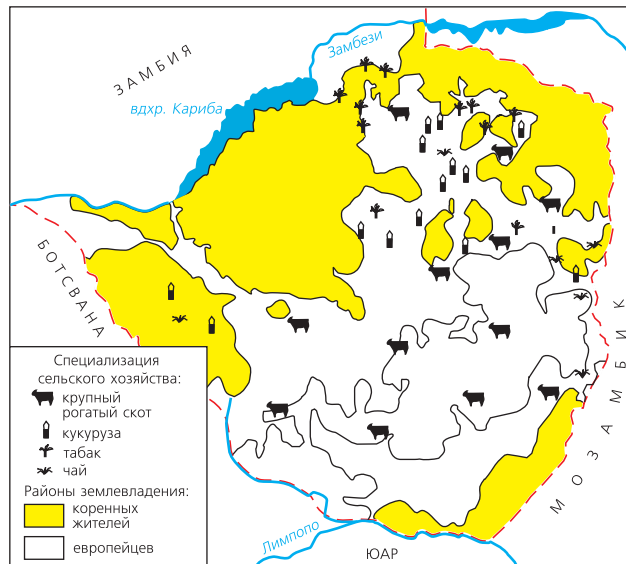 ЗАМБИЯ
Замбези
вдхр. Кариба
БОТСВАНА
МОЗАМБИК
Специализация
сельского хозяйства:
крупный
рогатый скот
кукуруза
табак
чай
Районы землевладения:
коренных
жителей
европейцев
Лимпопо
ЮАР